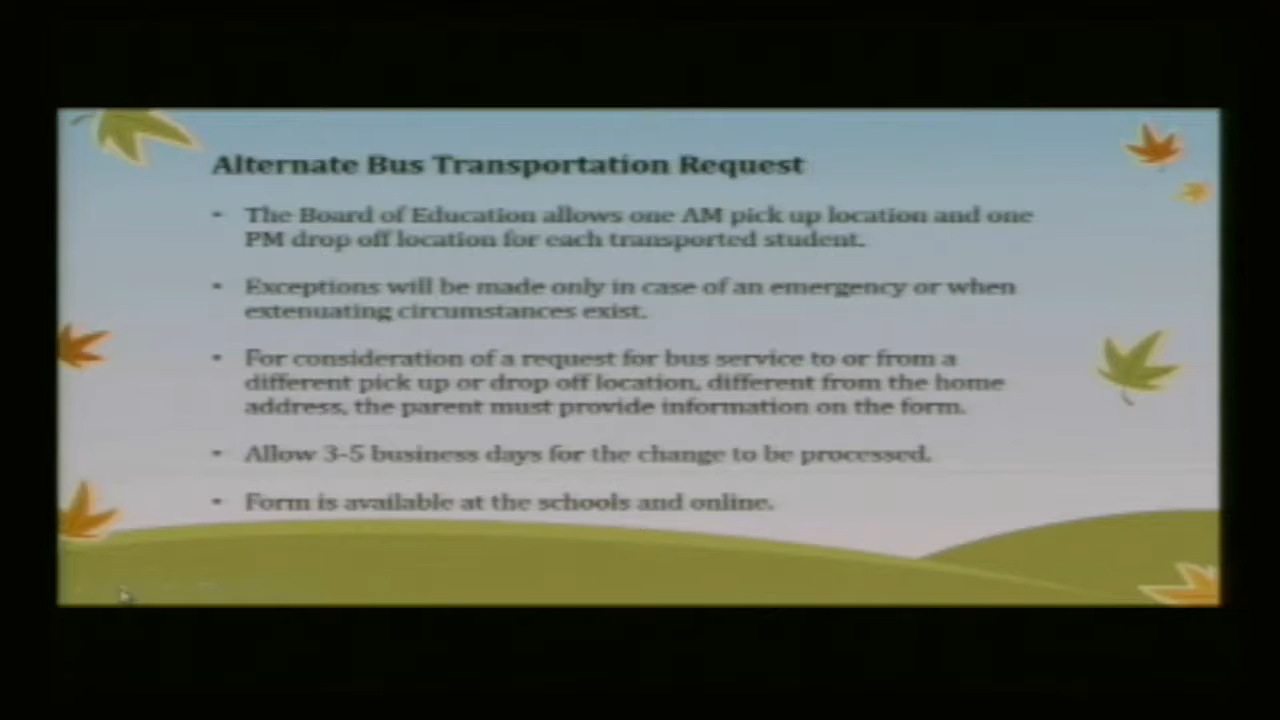 Alternate Bus Transportation Request
• The Board of Education allows one AM pick up location and one
PM drop off location for each transported student.
• Exceptions will be made only in case of an emergency or when
extenuating circumstances exist.
• For consideration of a request for bus service to or from a
different pick up or drop off location, different from the home
address, the parent must provide information on the form.
• Allow 3-5 business days for the change to be processed.
• Form is available at the schools and online.